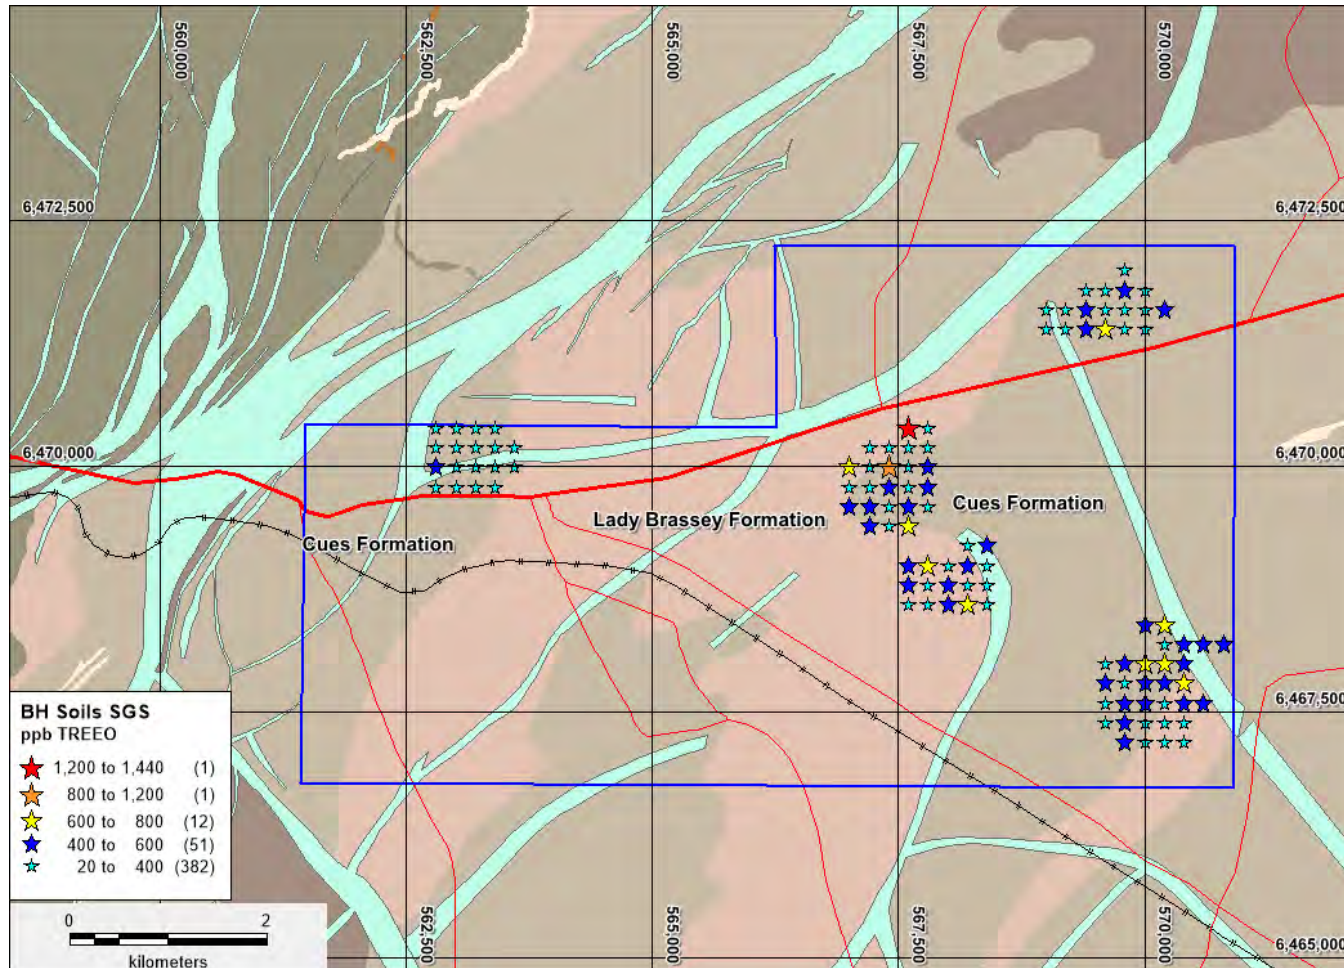 560,000
562,500
565,000
567,500
570,000
6,472,500
6,472,500
6,470,000
6,470,000
Cues Formation
Lady Brassey Formation
Cues Formation
6,467,500
BH Soils SGS
ppb TREEO
1,200 to 1,440 (1)
800 to 1,200 (1)
600 to 800 (12)
400 to 600 (51)
20 to 400 (382)
0 2
kilometers
562,500
565,000
567,500
570,000
6,465,000